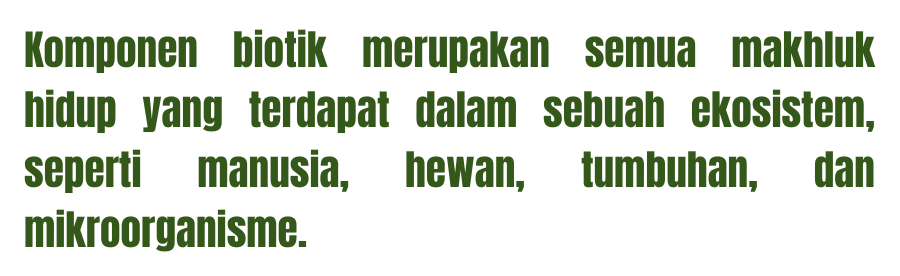 Komponen biotik merupakan semua makhluk
hidup yang terdapat dalam sebuah ekosistem,
seperti manusia, hewan, tumbuhan, dan
mikroorganisme.